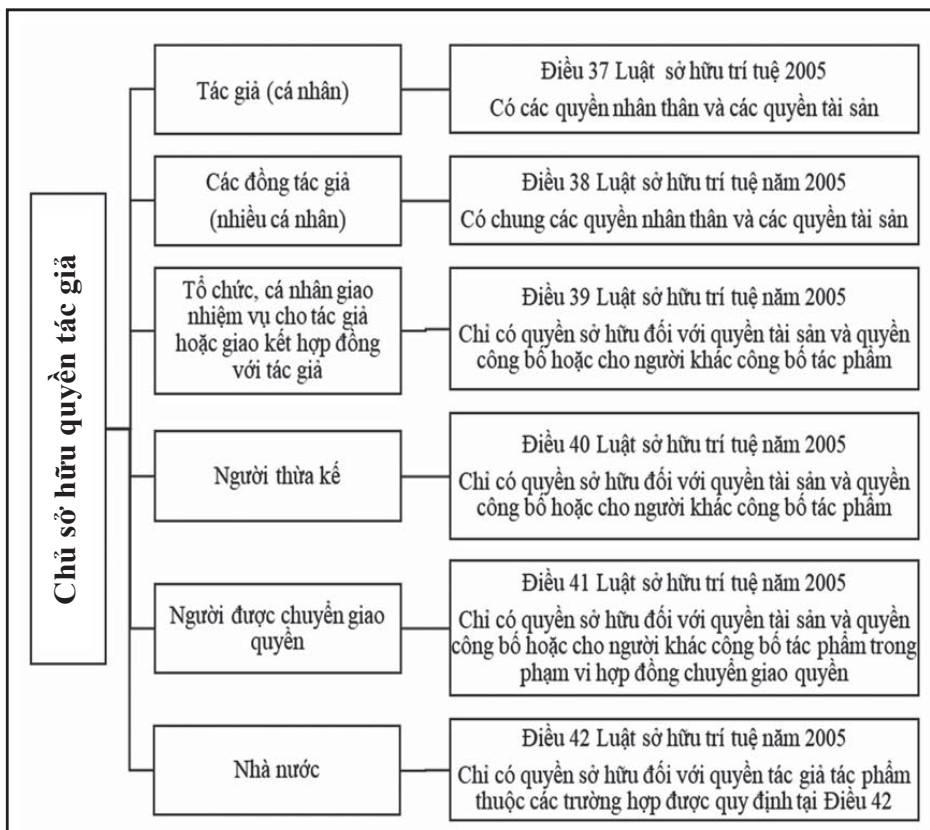 Chủ sở hữu quyền tác giả
Tác giả (cá nhân)
Điều 37 Luật sở hữu trí tuệ 2005
Có các quyền nhân thân và các quyền tài sản
Các đồng tác giả
(nhiều cá nhân)
Điều 38 Luật sở hữu trí tuệ năm 2005
Có chung các quyền nhân thân và các quyền tài sản
Tổ chức, cá nhân giao
nhiệm vụ cho tác giả
hoặc giao kết hợp đồng
với tác giả
Điều 39 Luật sở hữu trí tuệ năm 2005
Chỉ có quyền sở hữu đối với quyền tài sản và quyền
công bố hoặc cho người khác công bố tác phẩm
Người thừa kế
Điều 40 Luật sở hữu trí tuệ năm 2005
Chỉ có quyền sở hữu đối với quyền tài sản và quyền
công bố hoặc cho người khác công bố tác phẩm
Người được chuyển giao
quyền
Điều 41 Luật sở hữu trí tuệ năm 2005
Chỉ có quyền sở hữu đối với quyền tài sản và quyền
công bố hoặc cho người khác công bố tác phẩm trong
phạm vi hợp đồng chuyển giao quyền
Nhà nước
Điều 42 Luật sở hữu trí tuệ năm 2005
Chỉ có quyền sở hữu đối với quyền tác giả tác phẩm
thuộc các trường hợp được quy định tại Điều 42